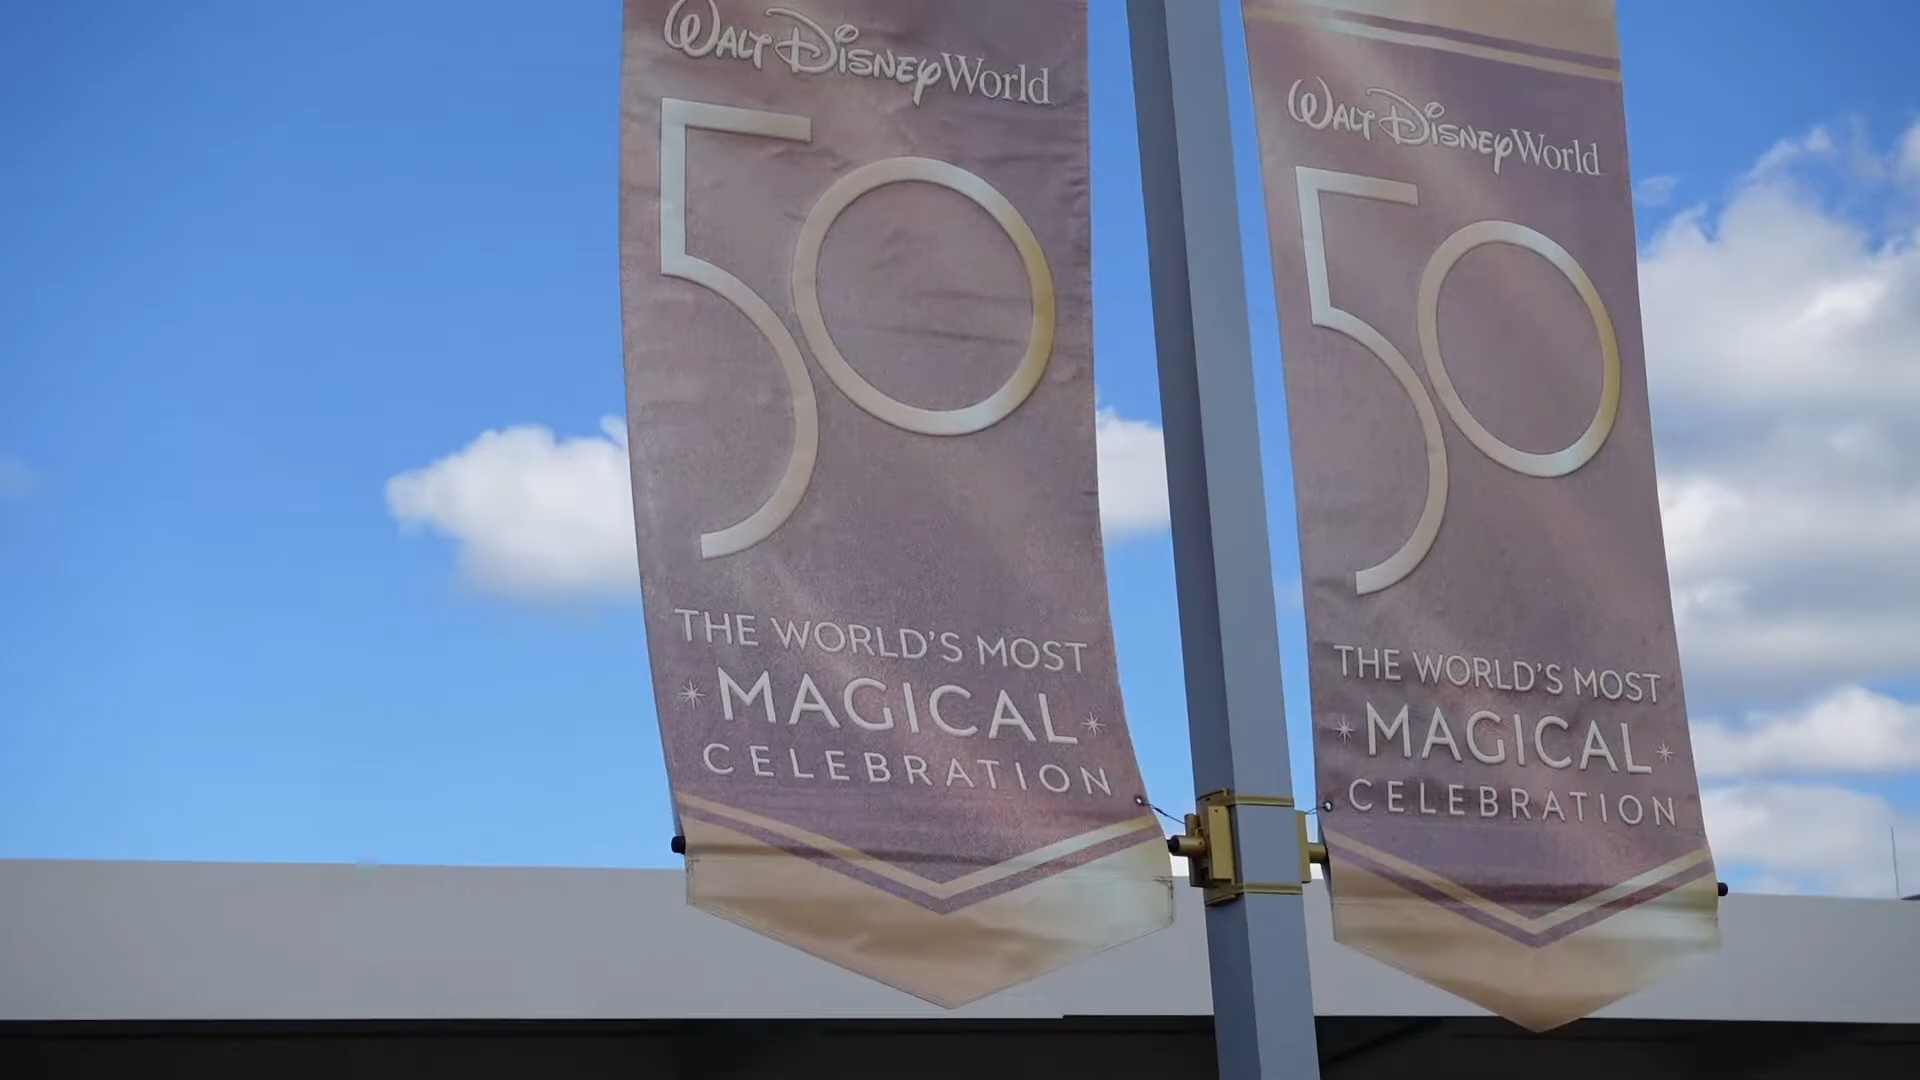 Walt Disney World
50
THE WORLD'S MOST
MAGICAL
CELEBRATION
Walt Disney World
50
THE WORLD'S MOST
MAGICAL
CELEBRATION